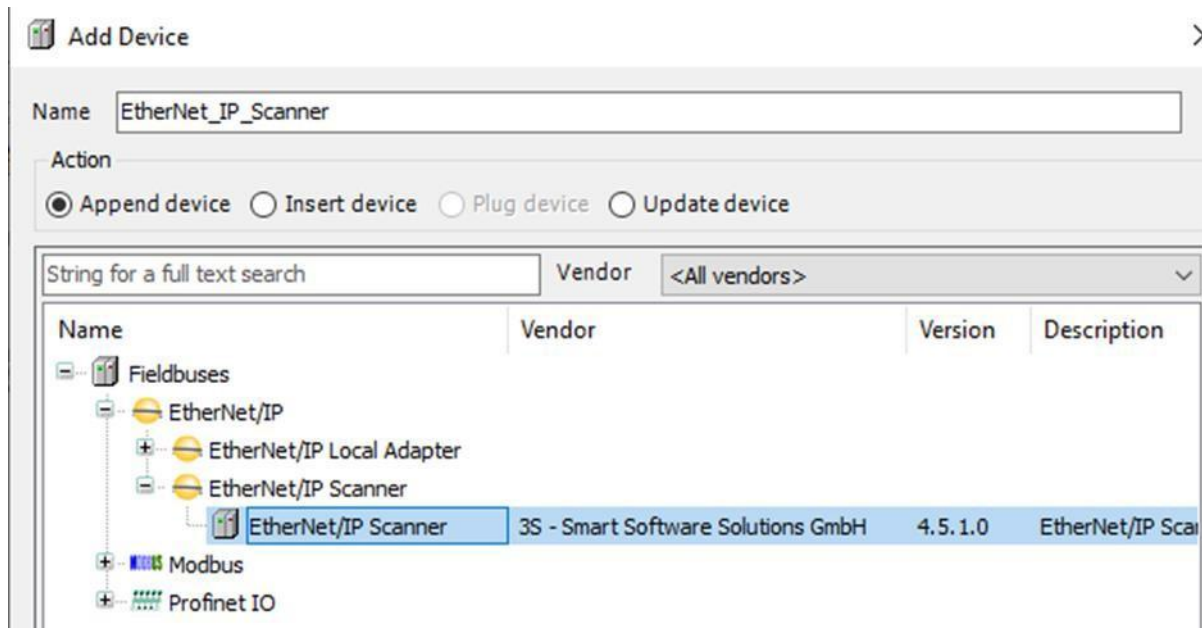 Add Device
Name EtherNet_IP_Scanner
Action
Append device Insert device Plug device Update device
String for a full text search Vendor <All vendors>
Name Vendor Version Description
Fieldbuses
EtherNet/IP
EtherNet/IP Local Adapter
EtherNet/IP Scanner
EtherNet/IP Scanner 3S - Smart Software Solutions GmbH 4.5.1.0 EtherNet/IP Scan
MODBUS Modbus
Profinet IO